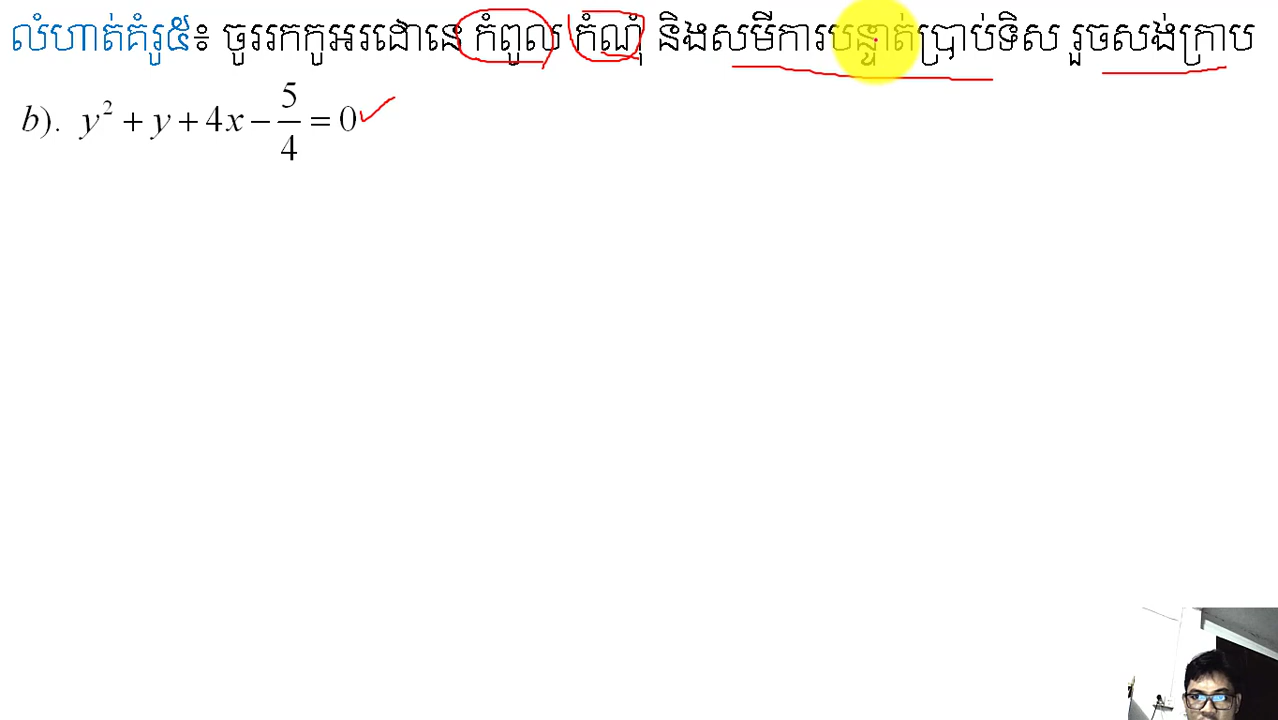 លំហាត់គំរូ៥៖ ចូររកកូអរដោនេ កំពូល កំណុំ និងសមីការបន្ទាត់ប្រាប់ទិស រួចសង់ក្រាប
b). y² + y + 4x − 5/4 = 0